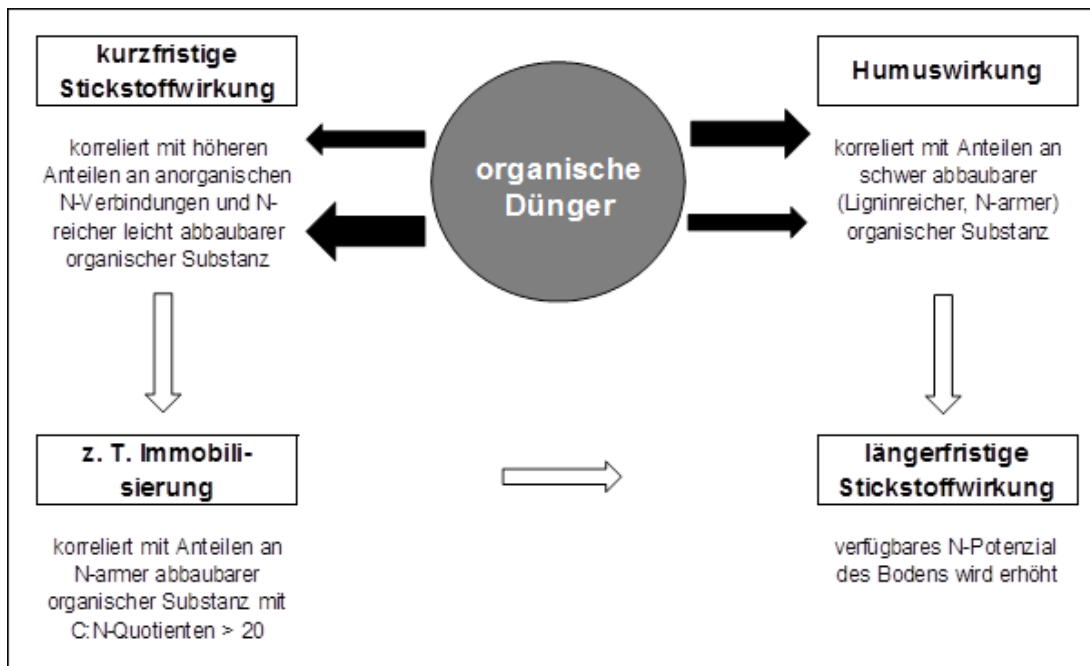 kurzfristige
Stickstoffwirkung
korreliert mit höheren
Anteilen an anorganischen
N-Verbindungen und N-
reicher leicht abbaubarer
organischer Substanz
organische
Dünger
Humuswirkung
korreliert mit Anteilen an
schwer abbaubarer
(Ligninreicher, N-armer)
organischer Substanz
z. T. Immobili-
sierung
korreliert mit Anteilen an
N-armer abbaubarer
organischer Substanz mit
C:N-Quotienten > 20
längerfristige
Stickstoffwirkung
verfügbares N-Potenzial
des Bodens wird erhöht